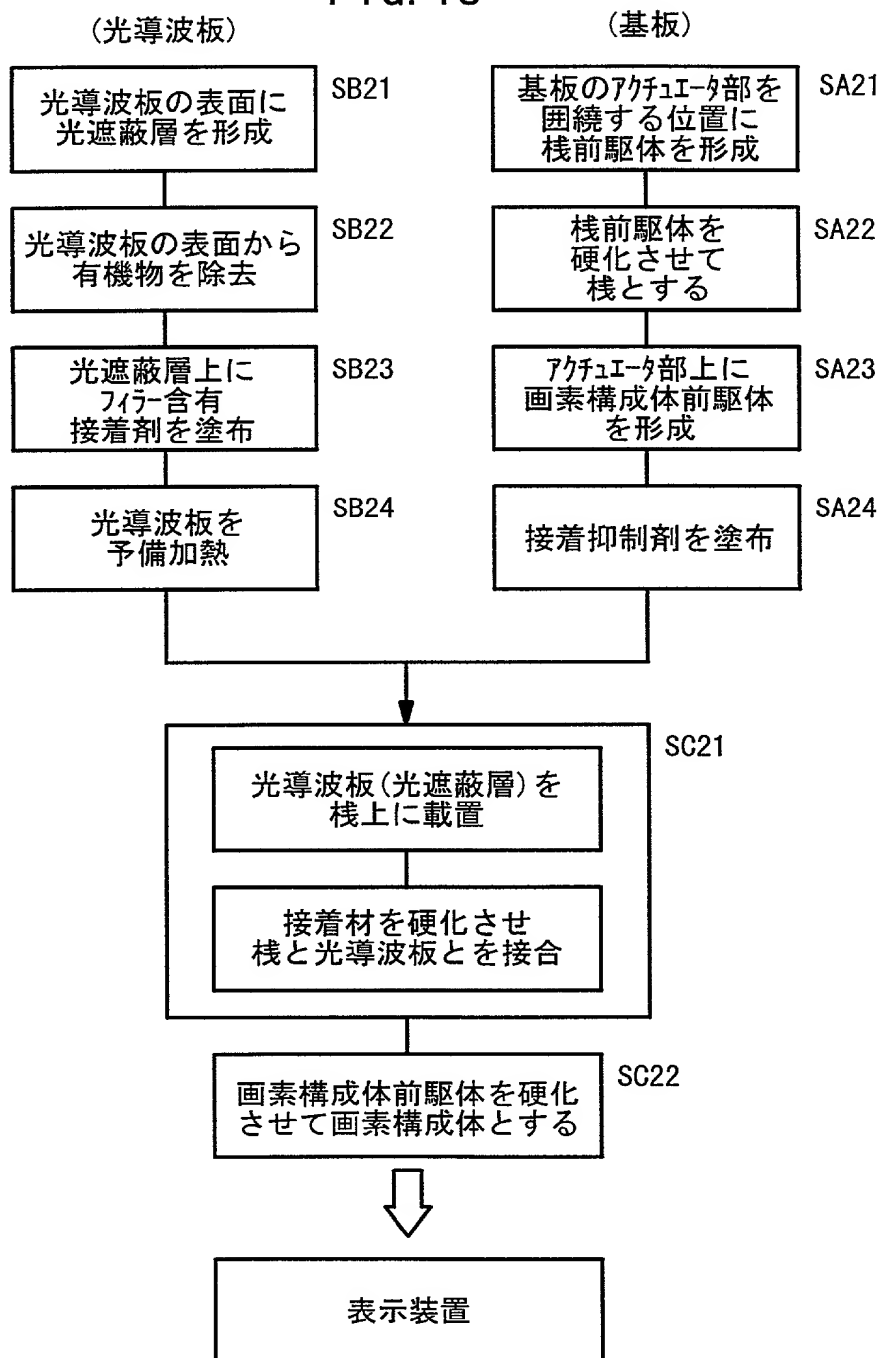 (光導波板)
光導波板の表面に
光遮蔽層を形成
SB21
光導波板の表面から
有機物を除去
SB22
光遮蔽層上に
フィラー含有
接着剤を塗布
SB23
光導波板を
予備加熱
SB24
(基板)
基板のアクチュエータ部を
囲繞する位置に
桟前駆体を形成
SA21
桟前駆体を
硬化させて
桟とする
SA22
アクチュエータ部上に
画素構成体前駆体
を形成
SA23
接着抑制剤を塗布
SA24
SC21
光導波板(光遮蔽層)を
桟上に載置
接着材を硬化させ
桟と光導波板とを接合
画素構成体前駆体を硬化
させて画素構成体とする
SC22
表示装置